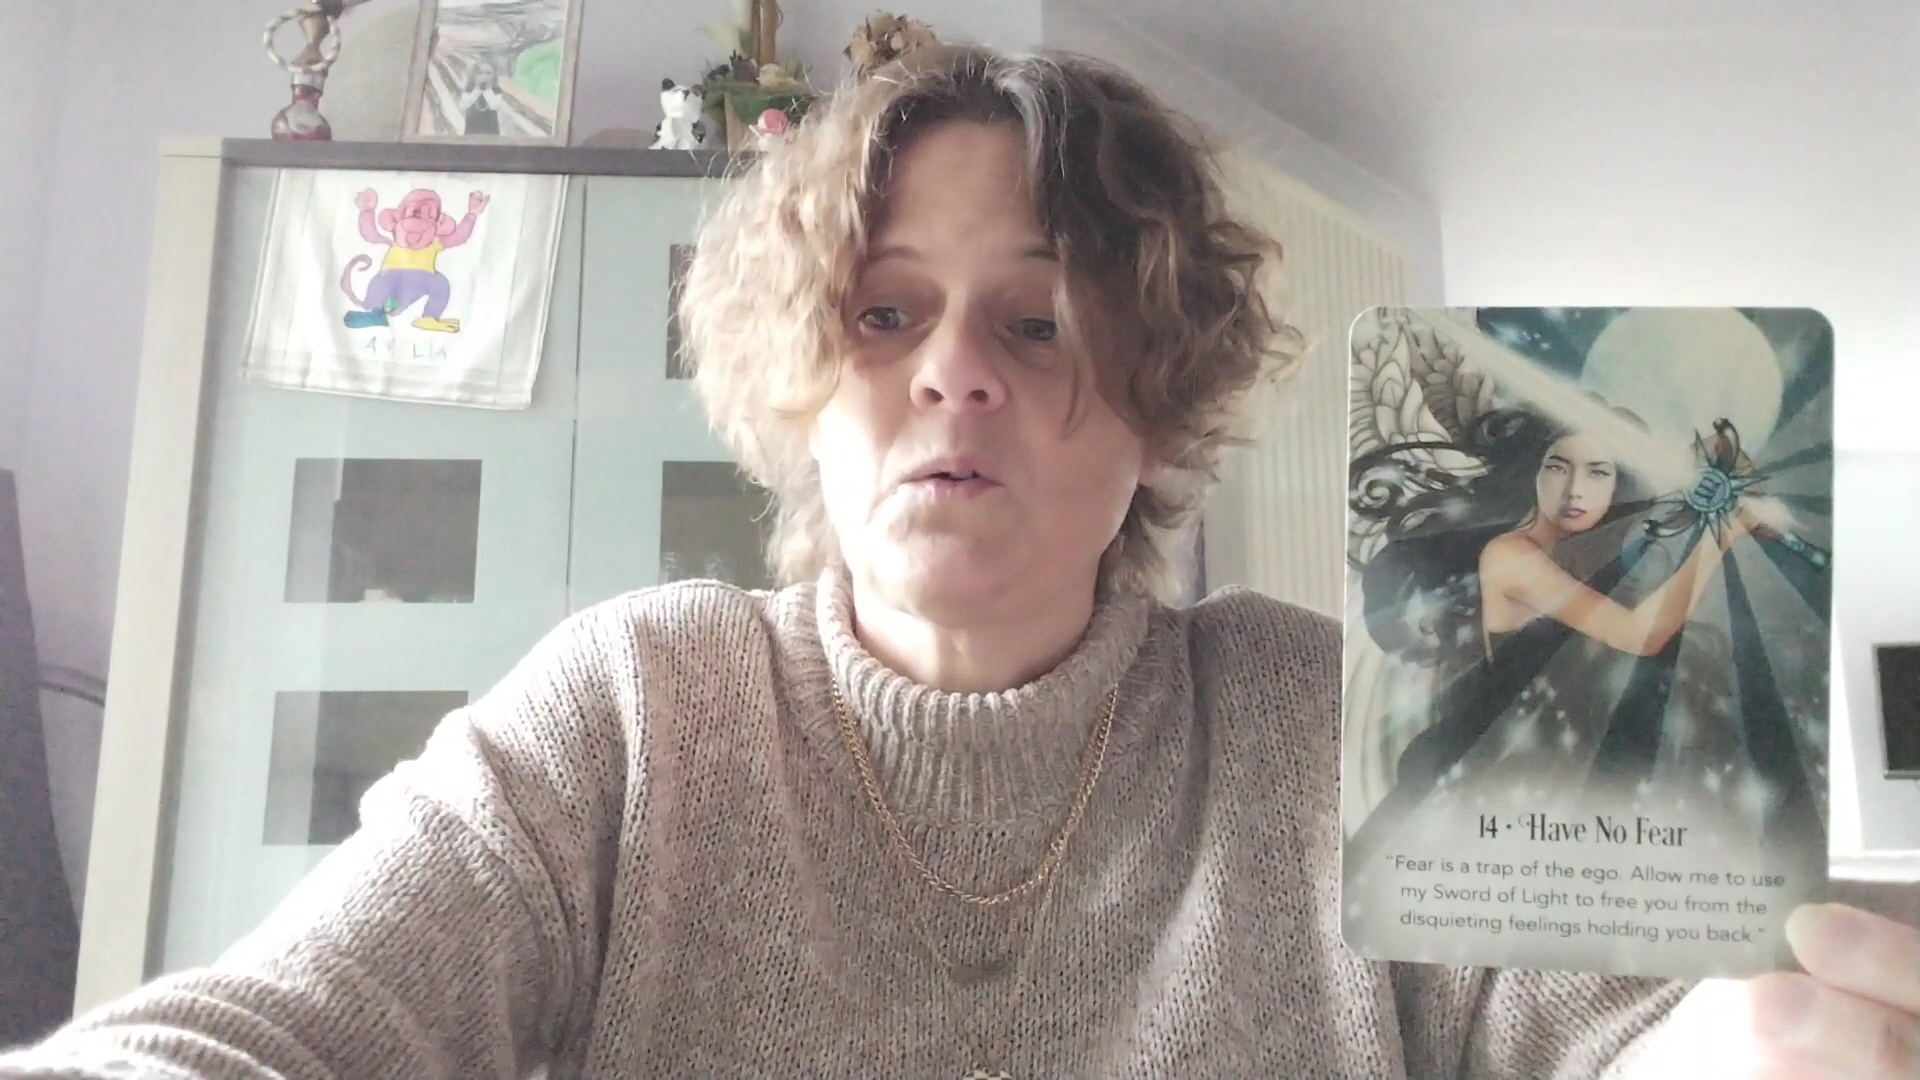 14 · Have No Fear
"Fear is a trap of the ego. Allow me to use
my Sword of Light to free you from the
disquieting feelings holding you back."